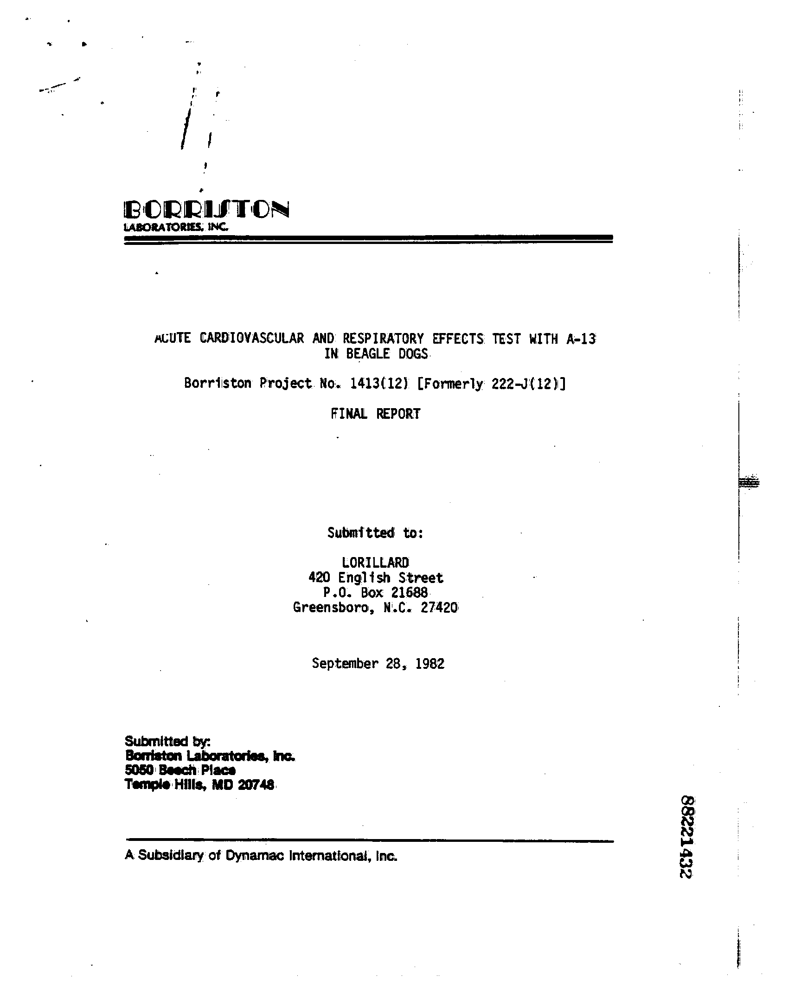 BORRISTON
LABORATORIES, INC.
ACUTE CARDIOVASCULAR AND RESPIRATORY EFFECTS TEST WITH A-13
IN BEAGLE DOGS
Borriston Project No. 1413(12) [Formerly 222-J(12)]
FINAL REPORT
Submitted to:
LORILLARD
420 English Street
P.O. Box 21688
Greensboro, N.C. 27420
September 28, 1982
Submitted by:
Borriston Laboratories, Inc.
5050 Beech Place
Temple Hills, MD 20748
A Subsidiary of Dynamac International, Inc.
88221432